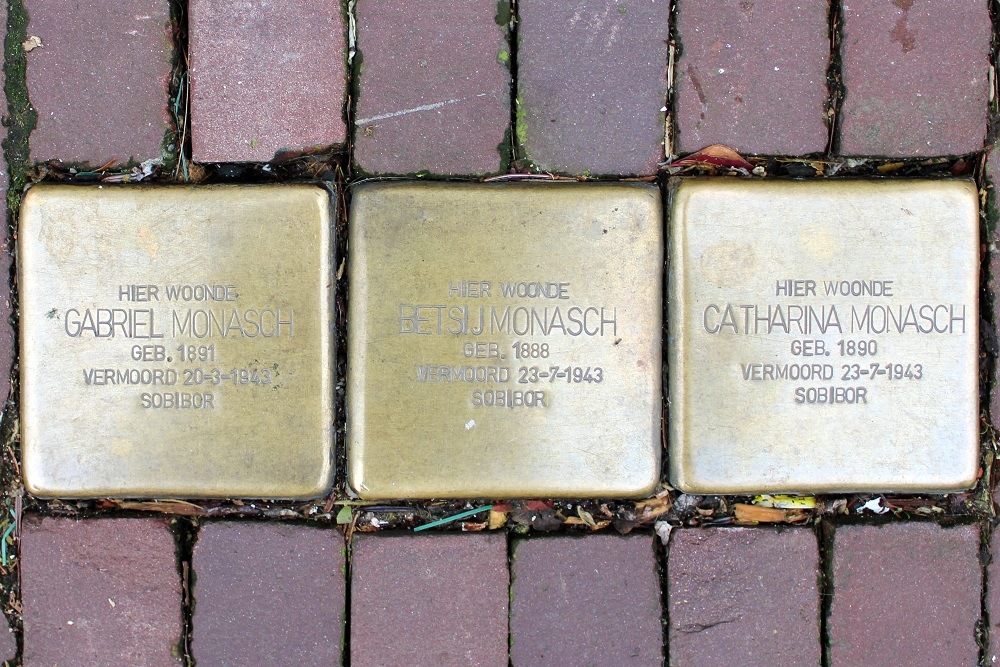 HIER WOONDE
GABRIEL MONASCH
GEB. 1891
VERMOORD 20-3-1943
SOBIBOR
HIER WOONDE
BETSIJ MONASCH
GEB. 1888
VERMOORD 23-7-1943
SOBIBOR
HIER WOONDE
CATHARINA MONASCH
GEB. 1890
VERMOORD 23-7-1943
SOBIBOR